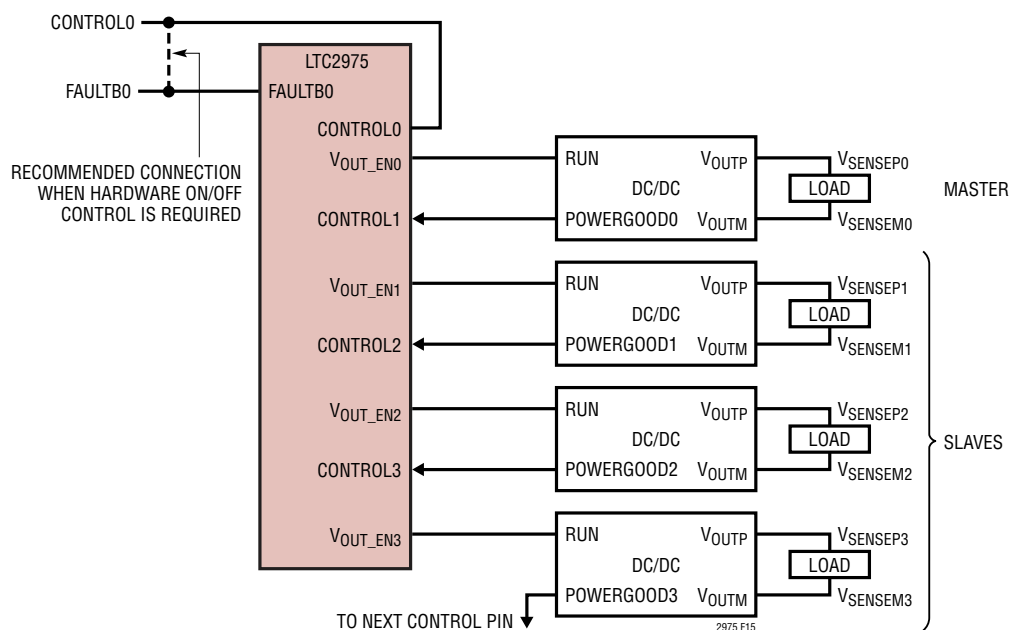 CONTROL0
FAULTB0
RECOMMENDED CONNECTION
WHEN HARDWARE ON/OFF
CONTROL IS REQUIRED
LTC2975
FAULTB0
CONTROL0
VOUT_EN0
CONTROL1
VOUT_EN1
CONTROL2
VOUT_EN2
CONTROL3
VOUT_EN3
RUN
VOUTP
DC/DC
POWERGOOD0
VOUTM
VSENSEP0
LOAD
VSENSEM0
MASTER
RUN
VOUTP
DC/DC
POWERGOOD1
VOUTM
VSENSEP1
LOAD
VSENSEM1
RUN
VOUTP
DC/DC
POWERGOOD2
VOUTM
VSENSEP2
LOAD
VSENSEM2
SLAVES
RUN
VOUTP
DC/DC
POWERGOOD3
VOUTM
VSENSEP3
LOAD
VSENSEM3
TO NEXT CONTROL PIN
2975 F15